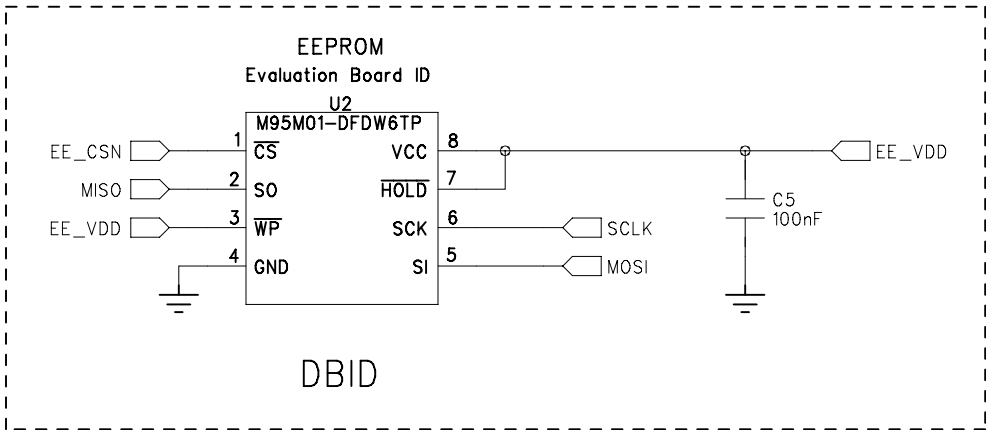 EEPROM
Evaluation Board ID
U2
M95M01-DFDW6TP
EE_CSN 1 CS VCC 8 EE_VDD
MISO 2 SO HOLD 7
EE_VDD 3 WP SCK 6 SCLK
4 GND SI 5 MOSI
C5
100nF
DBID